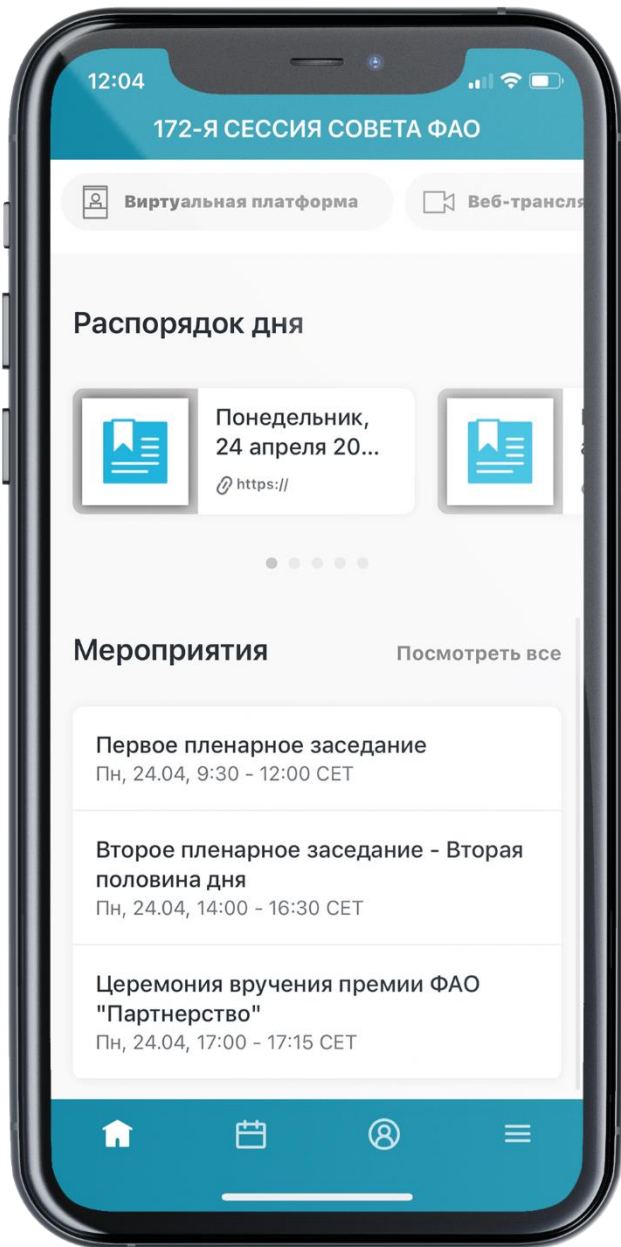 12:04
172-Я СЕССИЯ СОВЕТА ФАО
Виртуальная платформа
Веб-трансля
Распорядок дня
Понедельник,
24 апреля 20...
https://
Мероприятия
Посмотреть все
Первое пленарное заседание
Пн, 24.04, 9:30 - 12:00 CET
Второе пленарное заседание - Вторая
половина дня
Пн, 24.04, 14:00 - 16:30 CET
Церемония вручения премии ФАО
"Партнерство"
Пн, 24.04, 17:00 - 17:15 CET